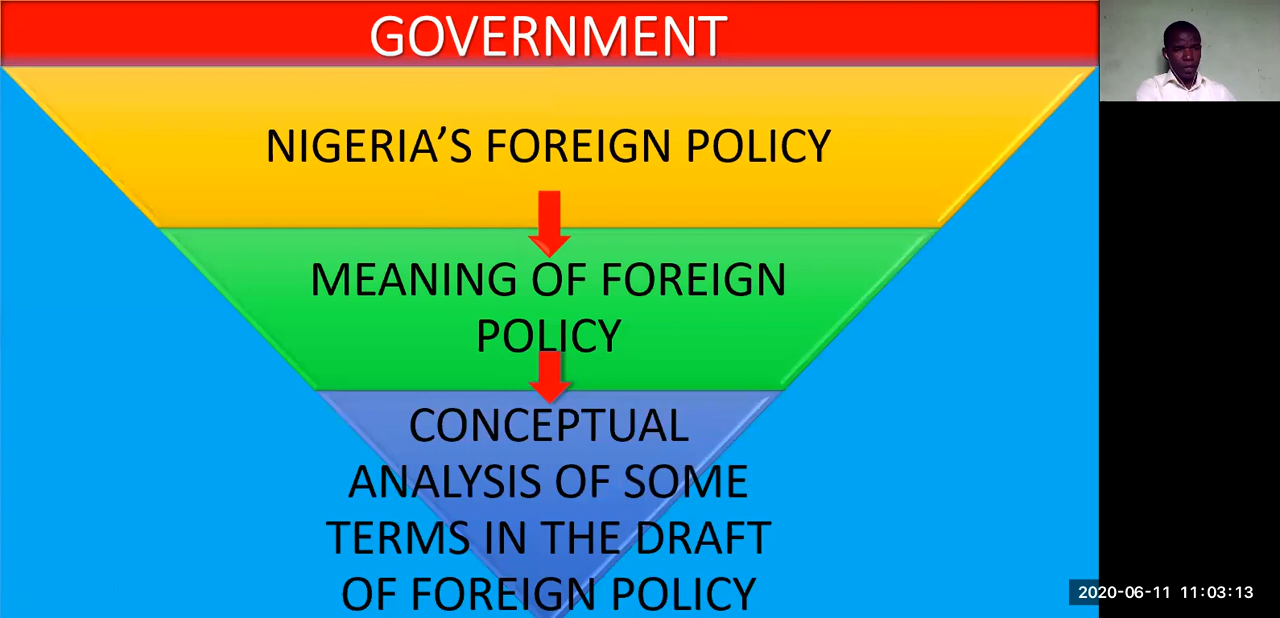 GOVERNMENT
NIGERIA’S FOREIGN POLICY
MEANING OF FOREIGN
POLICY
CONCEPTUAL
ANALYSIS OF SOME
TERMS IN THE DRAFT
OF FOREIGN POLICY
2020-06-11 11:03:13